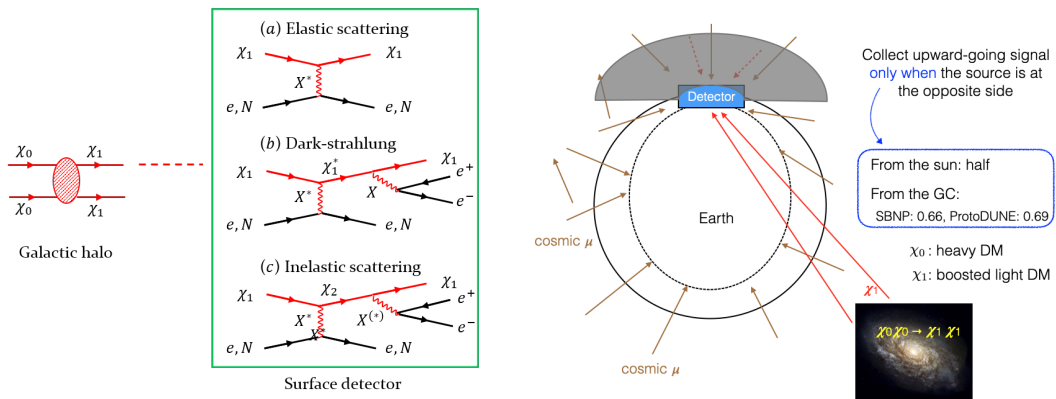 χ₀ χ₁
χ₀ χ₁
Galactic halo
(a) Elastic scattering
χ₁ χ₁
X*
e, N e, N
(b) Dark-strahlung
χ₁ χ₁* χ₁
X* X e⁺
e⁻
e, N e, N
(c) Inelastic scattering
χ₁ χ₂ χ₁
X* X⁽*⁾ e⁺
e⁻
X*
e, N e, N
Surface detector
Detector
Earth
cosmic μ
cosmic μ
χ₁
χ₀χ₀→χ₁χ₁
Collect upward-going signal
only when the source is at
the opposite side
From the sun: half
From the GC:
SBNP: 0.66, ProtoDUNE: 0.69
χ₀ : heavy DM
χ₁ : boosted light DM